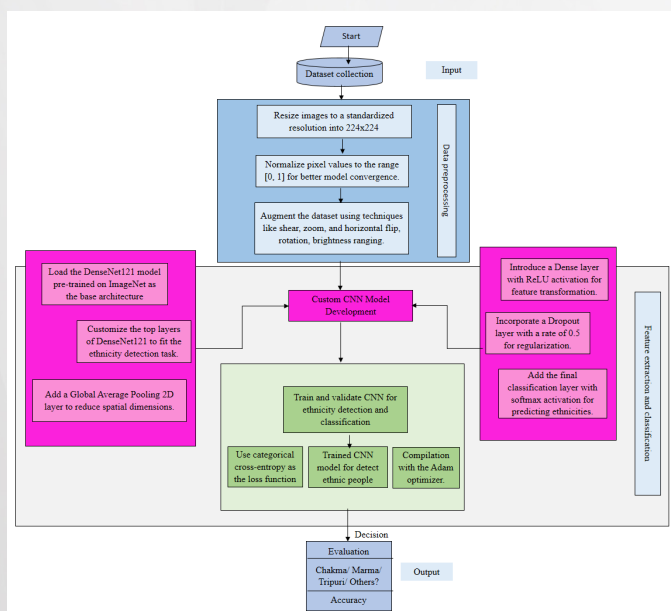 Start
Dataset collection
Input
Resize images to a standardized
resolution into 224x224
Normalize pixel values to the range
[0, 1] for better model convergence.
Augment the dataset using techniques
like shear, zoom, and horizontal flip,
rotation, brightness ranging.
Data preprocessing
Load the DenseNet121 model
pre-trained on ImageNet as
the base architecture
Customize the top layers
of DenseNet121 to fit the
ethnicity detection task.
Add a Global Average Pooling 2D
layer to reduce spatial dimensions.
Custom CNN Model
Development
Introduce a Dense layer
with ReLU activation for
feature transformation.
Incorporate a Dropout
layer with a rate of 0.5
for regularization.
Add the final
classification layer with
softmax activation for
predicting ethnicities.
Feature extraction and classification
Train and validate CNN for
ethnicity detection and
classification
Use categorical
cross-entropy as
the loss function
Trained CNN
model for detect
ethnic people
Compilation
with the Adam
optimizer.
Decision
Evaluation
Chakma/ Marma/
Tripuri/ Others?
Accuracy
Output